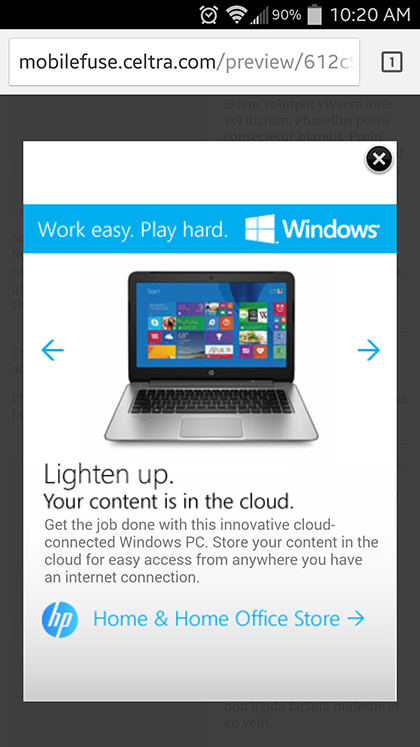 90% 10:20 AM
mobilefuse.celtra.com/preview/612c
1
Etiam volutpat viverra ante
vel dictum. Phasellus porta
consectetur blandit. Proin
Work easy. Play hard. Windows
Start
Lighten up.
Your content is in the cloud.
Get the job done with this innovative cloud-
connected Windows PC. Store your content in the
cloud for easy access from anywhere you have
an internet connection.
hp Home & Home Office Store →
non ligula lacinia molestie et
eu velit.